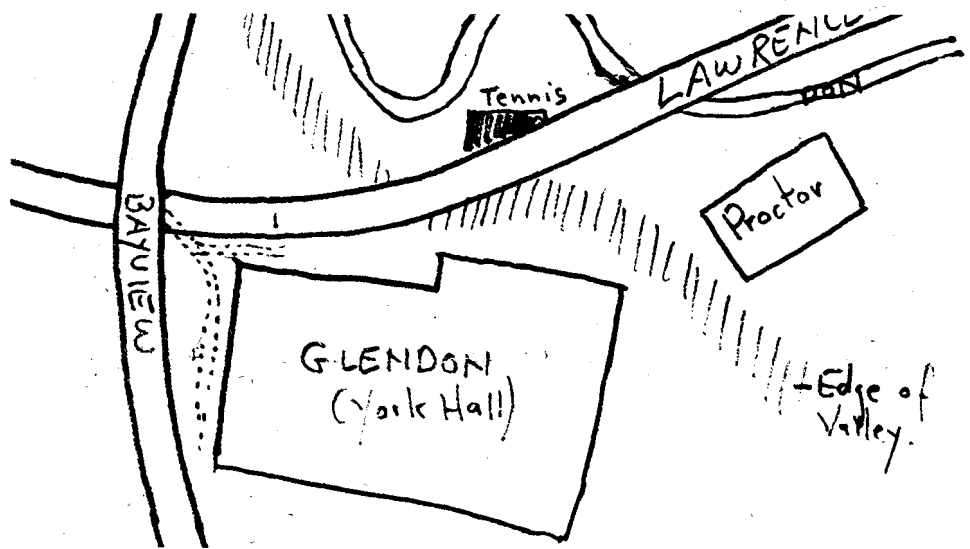 LAWRENCE
Tennis
DON
Proctor
BAYVIEW
GLENDON
(York Hall)
Edge of
Valley.